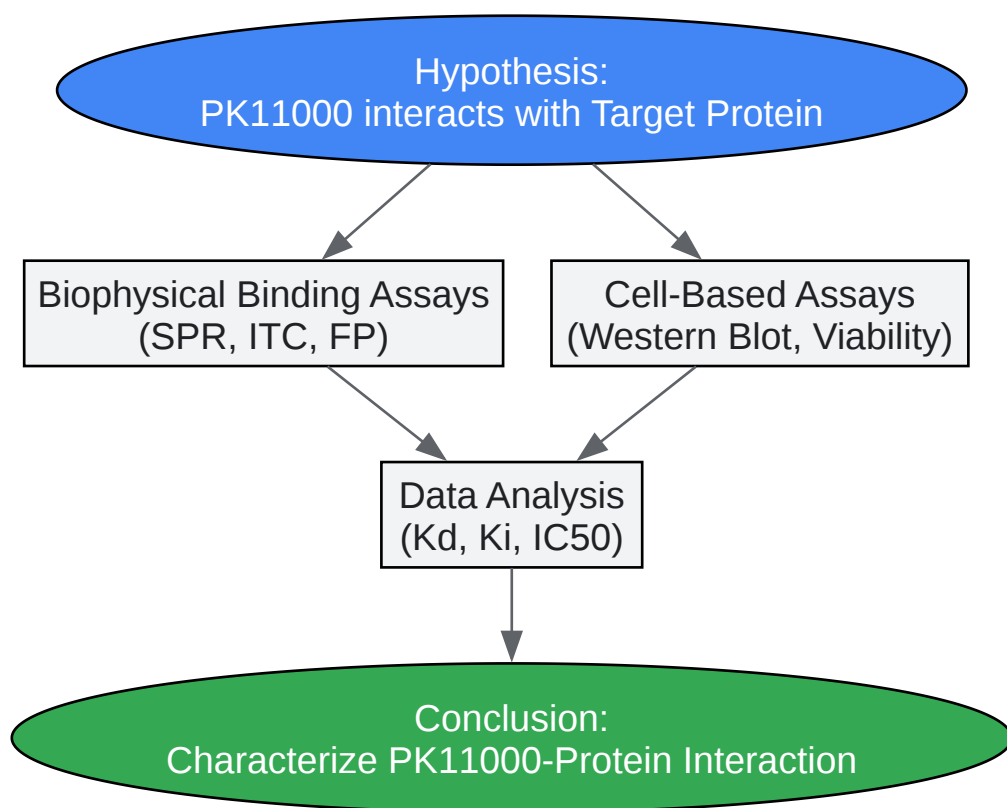 Hypothesis:
PK11000 interacts with Target Protein
Biophysical Binding Assays
(SPR, ITC, FP)
Cell-Based Assays
(Western Blot, Viability)
Data Analysis
(Kd, Ki, IC50)
Conclusion:
Characterize PK11000-Protein Interaction